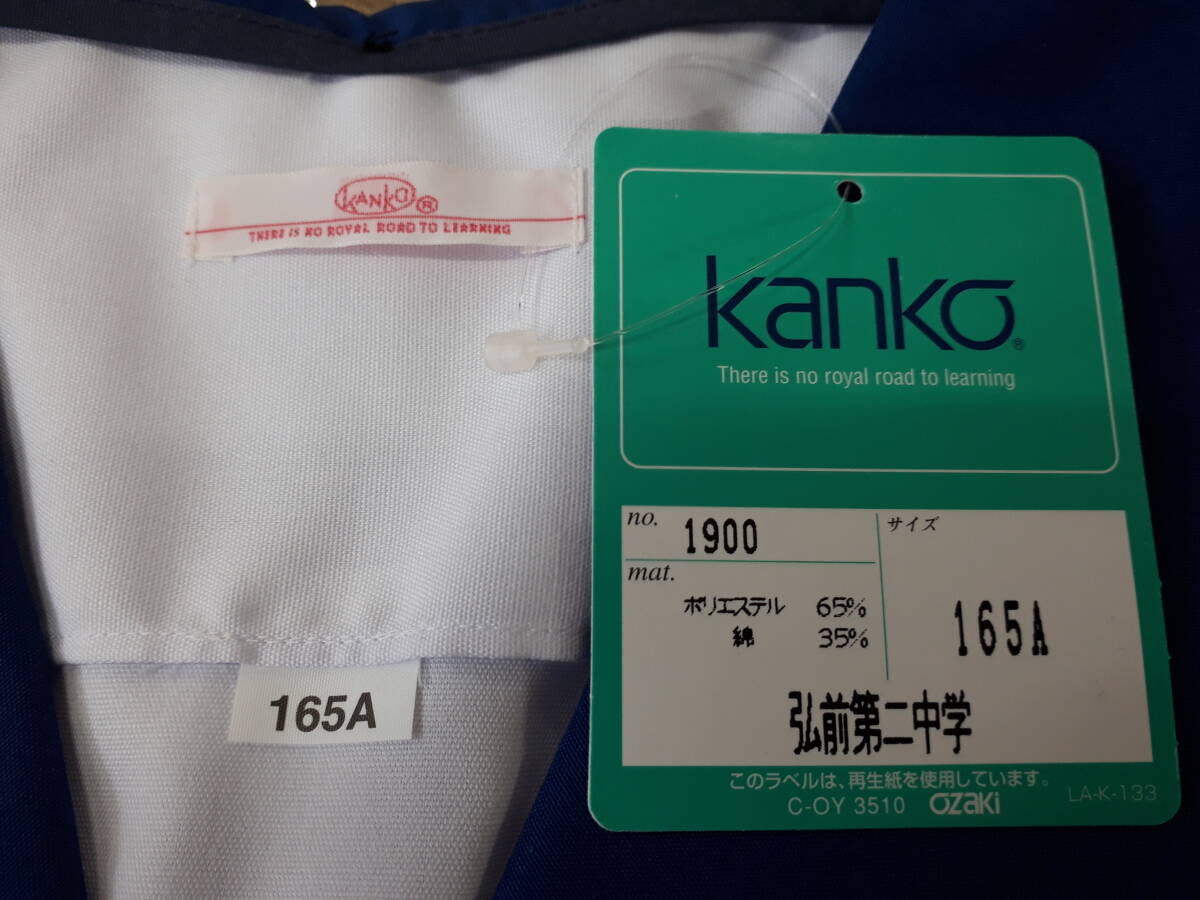 KANKO®
THERE IS NO ROYAL ROAD TO LEARNING
165A
kanko®
There is no royal road to learning
no. 1900
mat.
ポリエステル 65%
綿 35%
サイズ
165A
弘前第二中学
このラベルは、再生紙を使用しています。
C-OY 3510 OZAKI LA-K-133